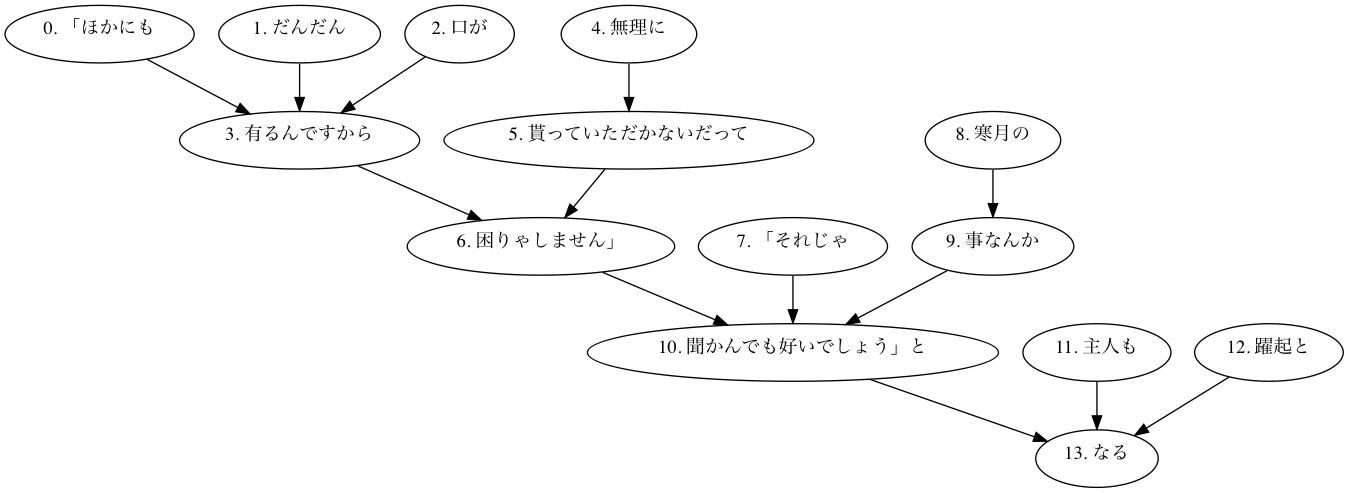 0. 「ほかにも
1. だんだん
2. 口が
4. 無理に
3. 有るんですから
5. 貰っていただかないだって
8. 寒月の
6. 困りゃしません」
7. 「それじゃ
9. 事なんか
10. 聞かんでも好いでしょう」と
11. 主人も
12. 躍起と
13. なる